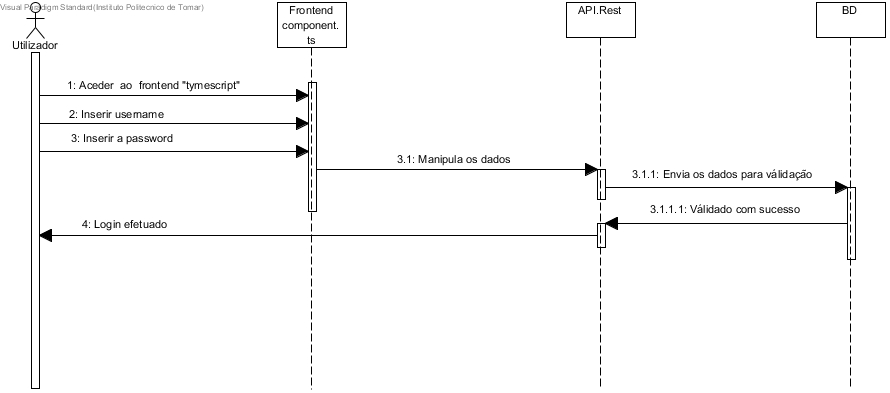 Visual Paradigm Standard(Instituto Politecnico de Tomar)
Utilizador
Frontend
component.
ts
API.Rest
BD
1: Aceder ao frontend "tymescript"
2: Inserir username
3: Inserir a password
3.1: Manipula os dados
3.1.1: Envia os dados para válidação
3.1.1.1: Válidado com sucesso
4: Login efetuado